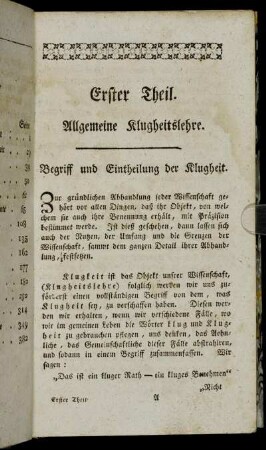 Erster Theil.
Allgemeine Klugheitslehre.
Begriff und Eintheilung der Klugheit.
Zur gründlichen Abhandlung jeder Wissenschaft ge-
hört vor allen Dingen, daß ihr Objekt, von wel-
chem sie auch ihre Benennung erhält, mit Präzision
bestimmet werde. Ist dieß geschehen, dann lassen sich
auch der Nutzen, der Umfang und die Grenzen der
Wissenschaft, sammt dem ganzen Detail ihrer Abhand-
lung, festsetzen.
Klugheit ist das Objekt unsrer Wissenschaft,
(Klugheitslehre) folglich werden wir uns zu-
förderst einen vollständigen Begriff von dem, was
Klugheit sey, zu verschaffen haben. Diesen wer-
den wir erhalten, wenn wir verschiedene Fälle, wo
wir im gemeinen Leben die Wörter klug und Klug-
heit zu gebrauchen pflegen, uns denken, das Aehn-
liche, das Gemeinschaftliche dieser Fälle abstrahiren,
und sodann in einem Begriff zusammenfassen. Wir
sagen:
„Das ist ein kluger Rath — ein kluges Benehmen“
„Nicht
Erster Theil A
Seite